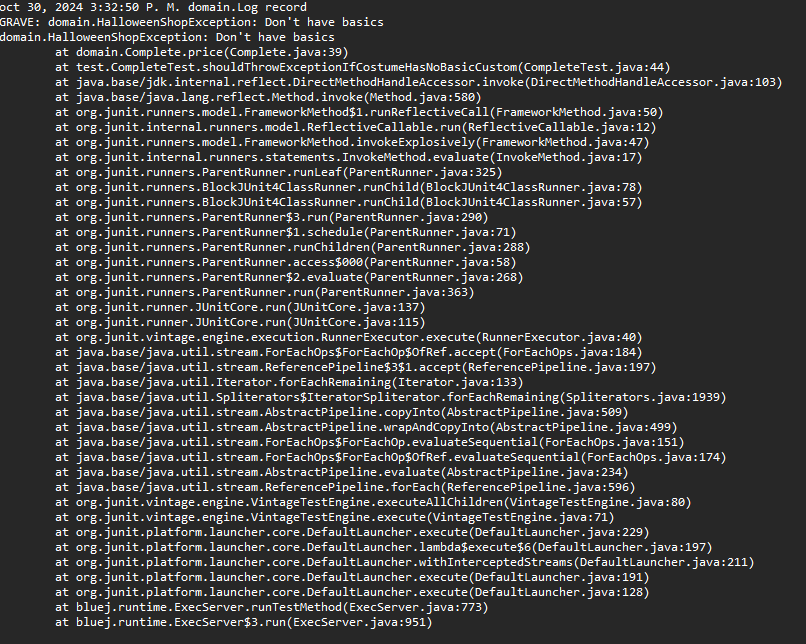 oct 30, 2024 3:32:50 P. M. domain.Log record
GRAVE: domain.HalloweenShopException: Don't have basics
domain.HalloweenShopException: Don't have basics
at domain.Complete.price(Complete.java:39)
at test.CompleteTest.shouldThrowExceptionIfCostumeHasNoBasicCustom(CompleteTest.java:44)
at java.base/jdk.internal.reflect.DirectMethodHandleAccessor.invoke(DirectMethodHandleAccessor.java:103)
at java.base/java.lang.reflect.Method.invoke(Method.java:580)
at org.junit.runners.model.FrameworkMethod$1.runReflectiveCall(FrameworkMethod.java:50)
at org.junit.internal.runners.model.ReflectiveCallable.run(ReflectiveCallable.java:12)
at org.junit.runners.model.FrameworkMethod.invokeExplosively(FrameworkMethod.java:47)
at org.junit.internal.runners.statements.InvokeMethod.evaluate(InvokeMethod.java:17)
at org.junit.runners.ParentRunner.runLeaf(ParentRunner.java:325)
at org.junit.runners.BlockJUnit4ClassRunner.runChild(BlockJUnit4ClassRunner.java:78)
at org.junit.runners.BlockJUnit4ClassRunner.runChild(BlockJUnit4ClassRunner.java:57)
at org.junit.runners.ParentRunner$3.run(ParentRunner.java:290)
at org.junit.runners.ParentRunner$1.schedule(ParentRunner.java:71)
at org.junit.runners.ParentRunner.runChildren(ParentRunner.java:288)
at org.junit.runners.ParentRunner.access$000(ParentRunner.java:58)
at org.junit.runners.ParentRunner$2.evaluate(ParentRunner.java:268)
at org.junit.runners.ParentRunner.run(ParentRunner.java:363)
at org.junit.runner.JUnitCore.run(JUnitCore.java:137)
at org.junit.runner.JUnitCore.run(JUnitCore.java:115)
at org.junit.vintage.engine.execution.RunnerExecutor.execute(RunnerExecutor.java:40)
at java.base/java.util.stream.ForEachOps$ForEachOp$OfRef.accept(ForEachOps.java:184)
at java.base/java.util.stream.ReferencePipeline$3$1.accept(ReferencePipeline.java:197)
at java.base/java.util.Iterator.forEachRemaining(Iterator.java:133)
at java.base/java.util.Spliterators$IteratorSpliterator.forEachRemaining(Spliterators.java:1939)
at java.base/java.util.stream.AbstractPipeline.copyInto(AbstractPipeline.java:509)
at java.base/java.util.stream.AbstractPipeline.wrapAndCopyInto(AbstractPipeline.java:499)
at java.base/java.util.stream.ForEachOps$ForEachOp.evaluateSequential(ForEachOps.java:151)
at java.base/java.util.stream.ForEachOps$ForEachOp$OfRef.evaluateSequential(ForEachOps.java:174)
at java.base/java.util.stream.AbstractPipeline.evaluate(AbstractPipeline.java:234)
at java.base/java.util.stream.ReferencePipeline.forEach(ReferencePipeline.java:596)
at org.junit.vintage.engine.VintageTestEngine.executeAllChildren(VintageTestEngine.java:80)
at org.junit.vintage.engine.VintageTestEngine.execute(VintageTestEngine.java:71)
at org.junit.platform.launcher.core.DefaultLauncher.execute(DefaultLauncher.java:229)
at org.junit.platform.launcher.core.DefaultLauncher.lambda$execute$6(DefaultLauncher.java:197)
at org.junit.platform.launcher.core.DefaultLauncher.withInterceptedStreams(DefaultLauncher.java:211)
at org.junit.platform.launcher.core.DefaultLauncher.execute(DefaultLauncher.java:191)
at org.junit.platform.launcher.core.DefaultLauncher.execute(DefaultLauncher.java:128)
at bluej.runtime.ExecServer.runTestMethod(ExecServer.java:773)
at bluej.runtime.ExecServer$3.run(ExecServer.java:951)